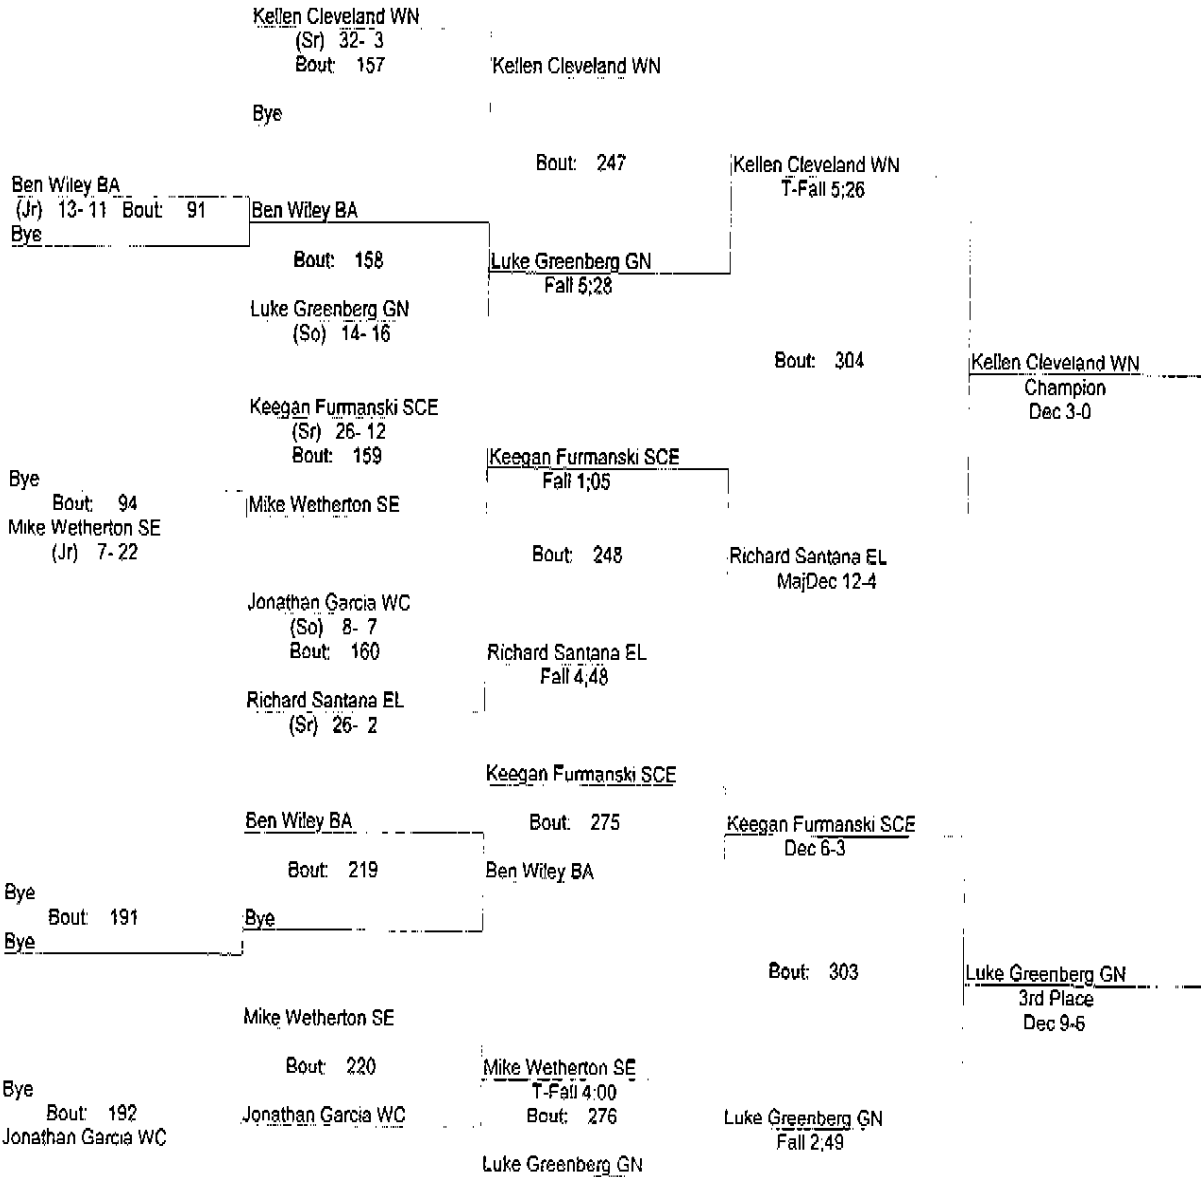 Kellen Cleveland WN
(Sr) 32- 3
Bout: 157
Kellen Cleveland WN
Bye
Bout: 247
Kellen Cleveland WN
T-Fall 5;26
Ben Wiley BA
(Jr) 13- 11 Bout: 91
Bye
Ben Wiley BA
Bout: 158
Luke Greenberg GN
Fall 5;28
Luke Greenberg GN
(So) 14- 16
Bout: 304
Kellen Cleveland WN
Champion
Dec 3-0
Keegan Furmanski SCE
(Sr) 26- 12
Bout: 159
Keegan Furmanski SCE
Fall 1;05
Bye
Bout: 94
Mike Wetherton SE
(Jr) 7- 22
Mike Wetherton SE
Bout: 248
Richard Santana EL
MajDec 12-4
Jonathan Garcia WC
(So) 8- 7
Bout: 160
Richard Santana EL
Fall 4;48
Richard Santana EL
(Sr) 26- 2
Keegan Furmanski SCE
Ben Wiley BA
Bout: 275
Keegan Furmanski SCE
Dec 6-3
Bout: 219
Ben Wiley BA
Bye
Bout: 191
Bye
Bye
Bout: 303
Luke Greenberg GN
3rd Place
Dec 9-6
Mike Wetherton SE
Bout: 220
Mike Wetherton SE
T-Fall 4:00
Bye
Bout: 192
Jonathan Garcia WC
Jonathan Garcia WC
Bout: 276
Luke Greenberg GN
Fall 2;49
Luke Greenberg GN